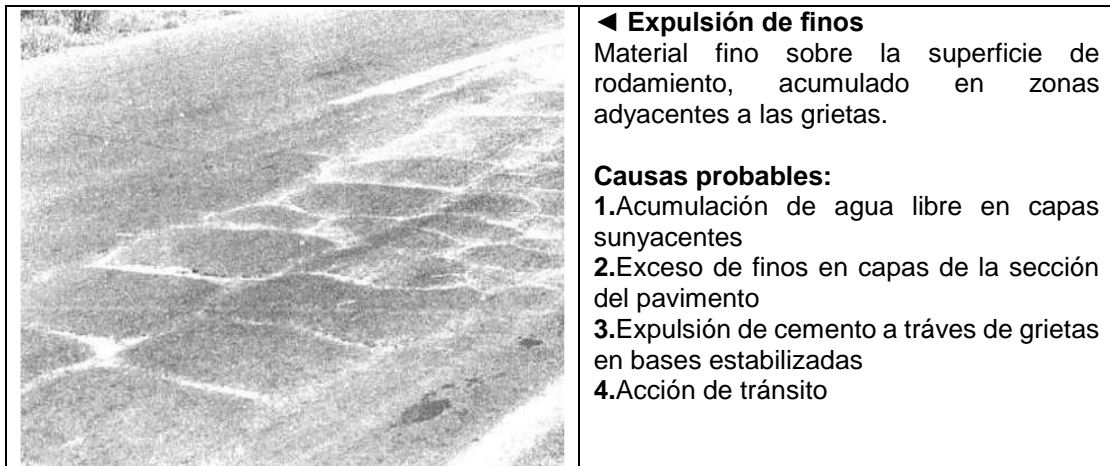 ◄ Expulsión de finos
Material fino sobre la superficie de
rodamiento, acumulado en zonas
adyacentes a las grietas.
Causas probables:
1.Acumulación de agua libre en capas
sunyacentes
2.Exceso de finos en capas de la sección
del pavimento
3.Expulsión de cemento a tráves de grietas
en bases estabilizadas
4.Acción de tránsito